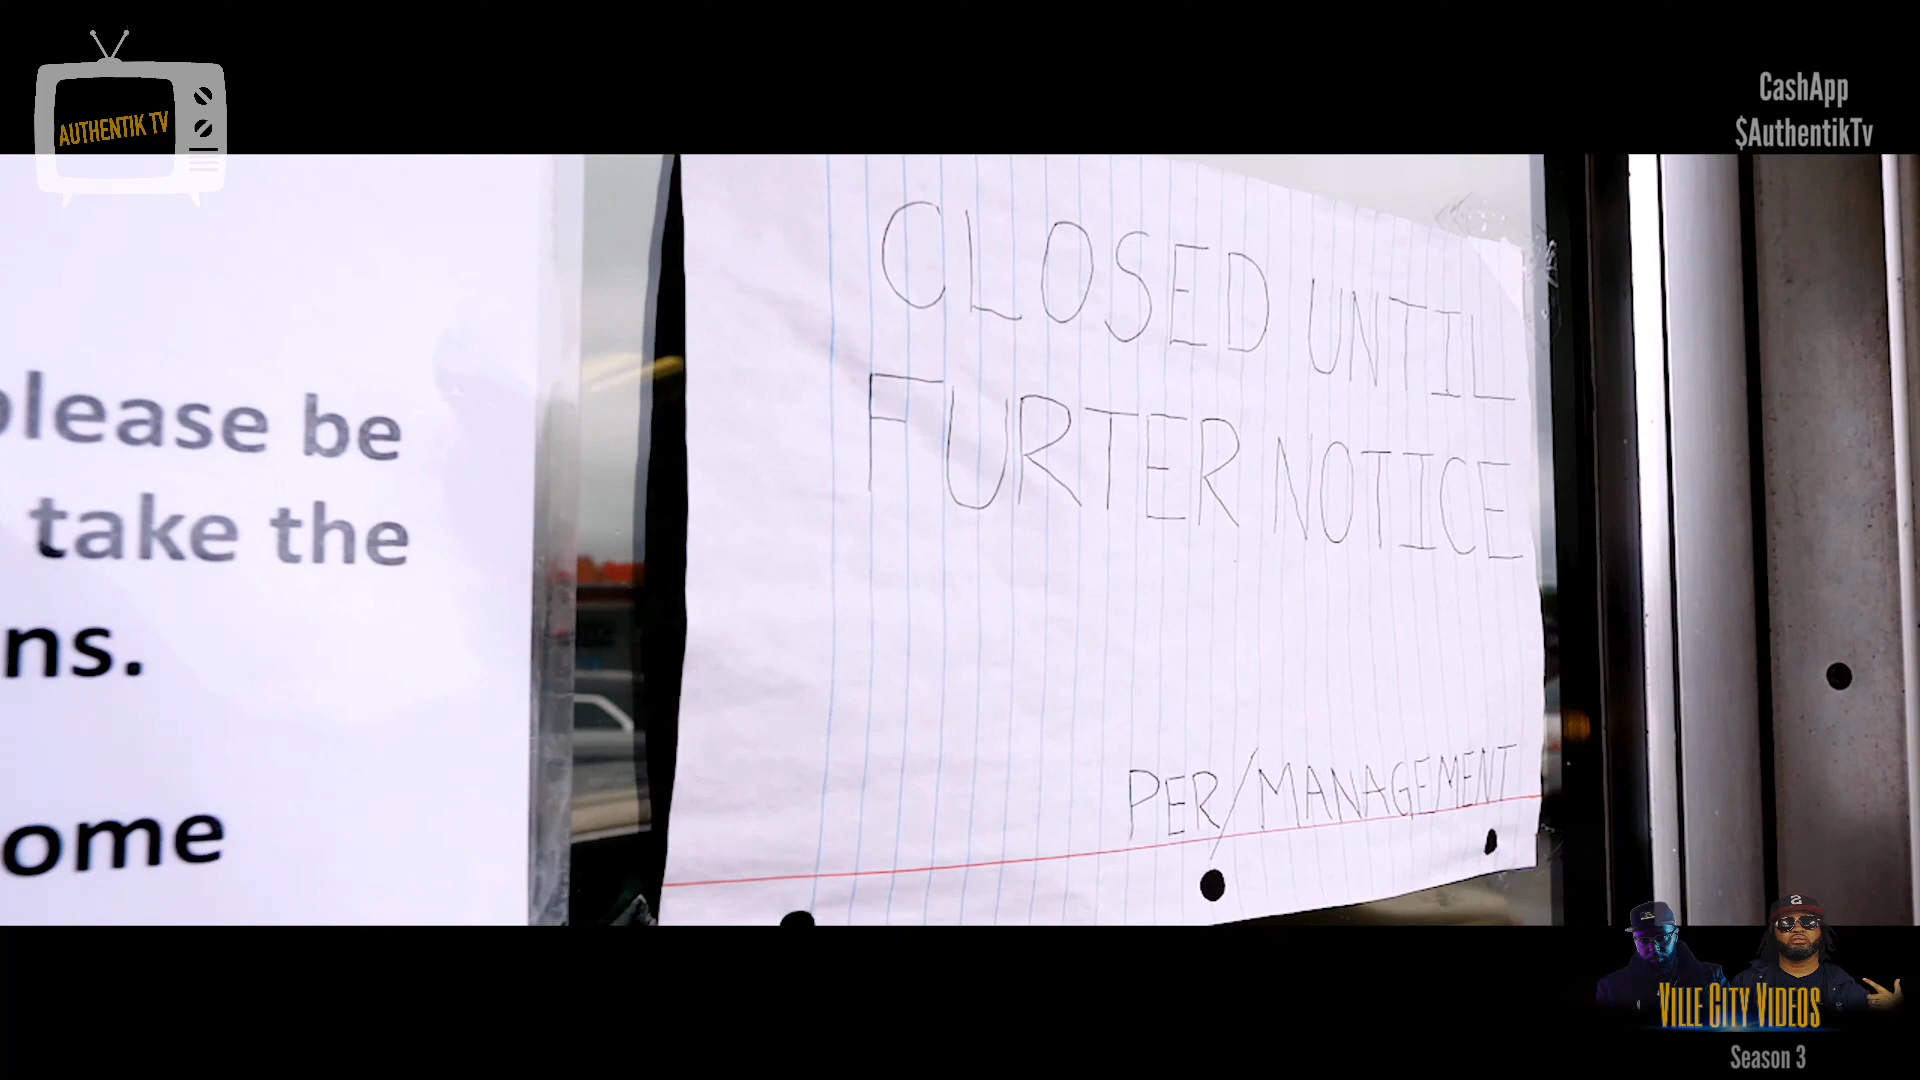 AUTHENTIK TV
CashApp
$AuthentikTv
please be
take the
ns.
ome
CLOSED UNTIL
FURTER NOTICE
PER/MANAGEMENT
VILLE CITY VIDEOS
Season 3